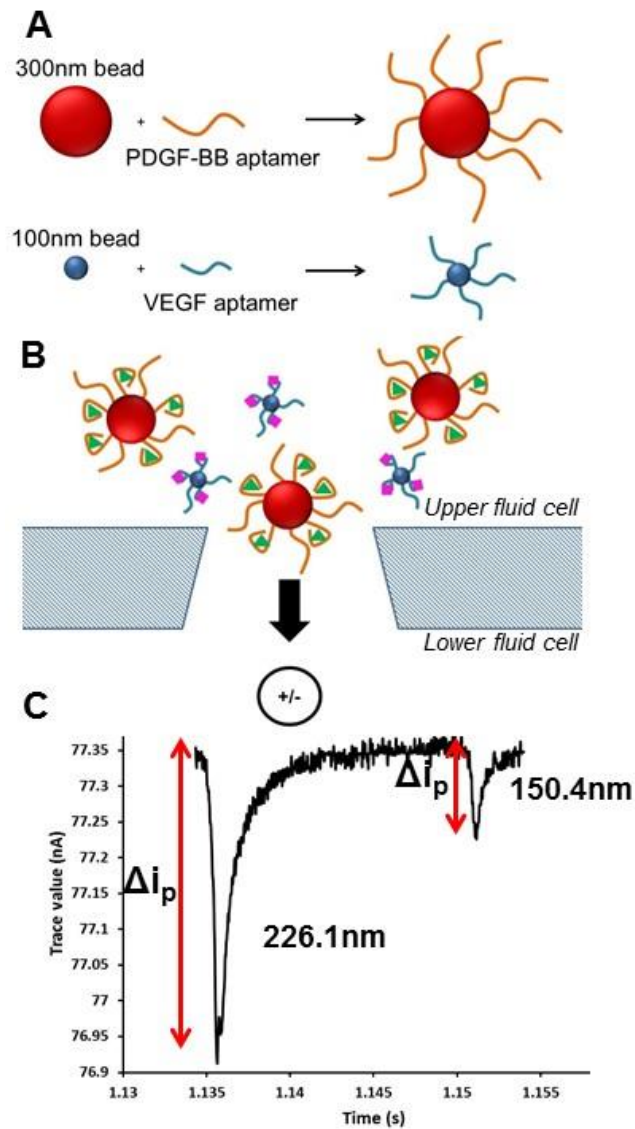 A
300nm bead
+
PDGF-BB aptamer
100nm bead
+
VEGF aptamer
B
Upper fluid cell
Lower fluid cell
+/-
C
77.35
77.3
77.25
77.2
77.15
77.1
77.05
77
76.95
76.9
Trace value (nA)
Δip
226.1nm
Δip
150.4nm
1.13 1.135 1.14 1.145 1.15 1.155
Time (s)